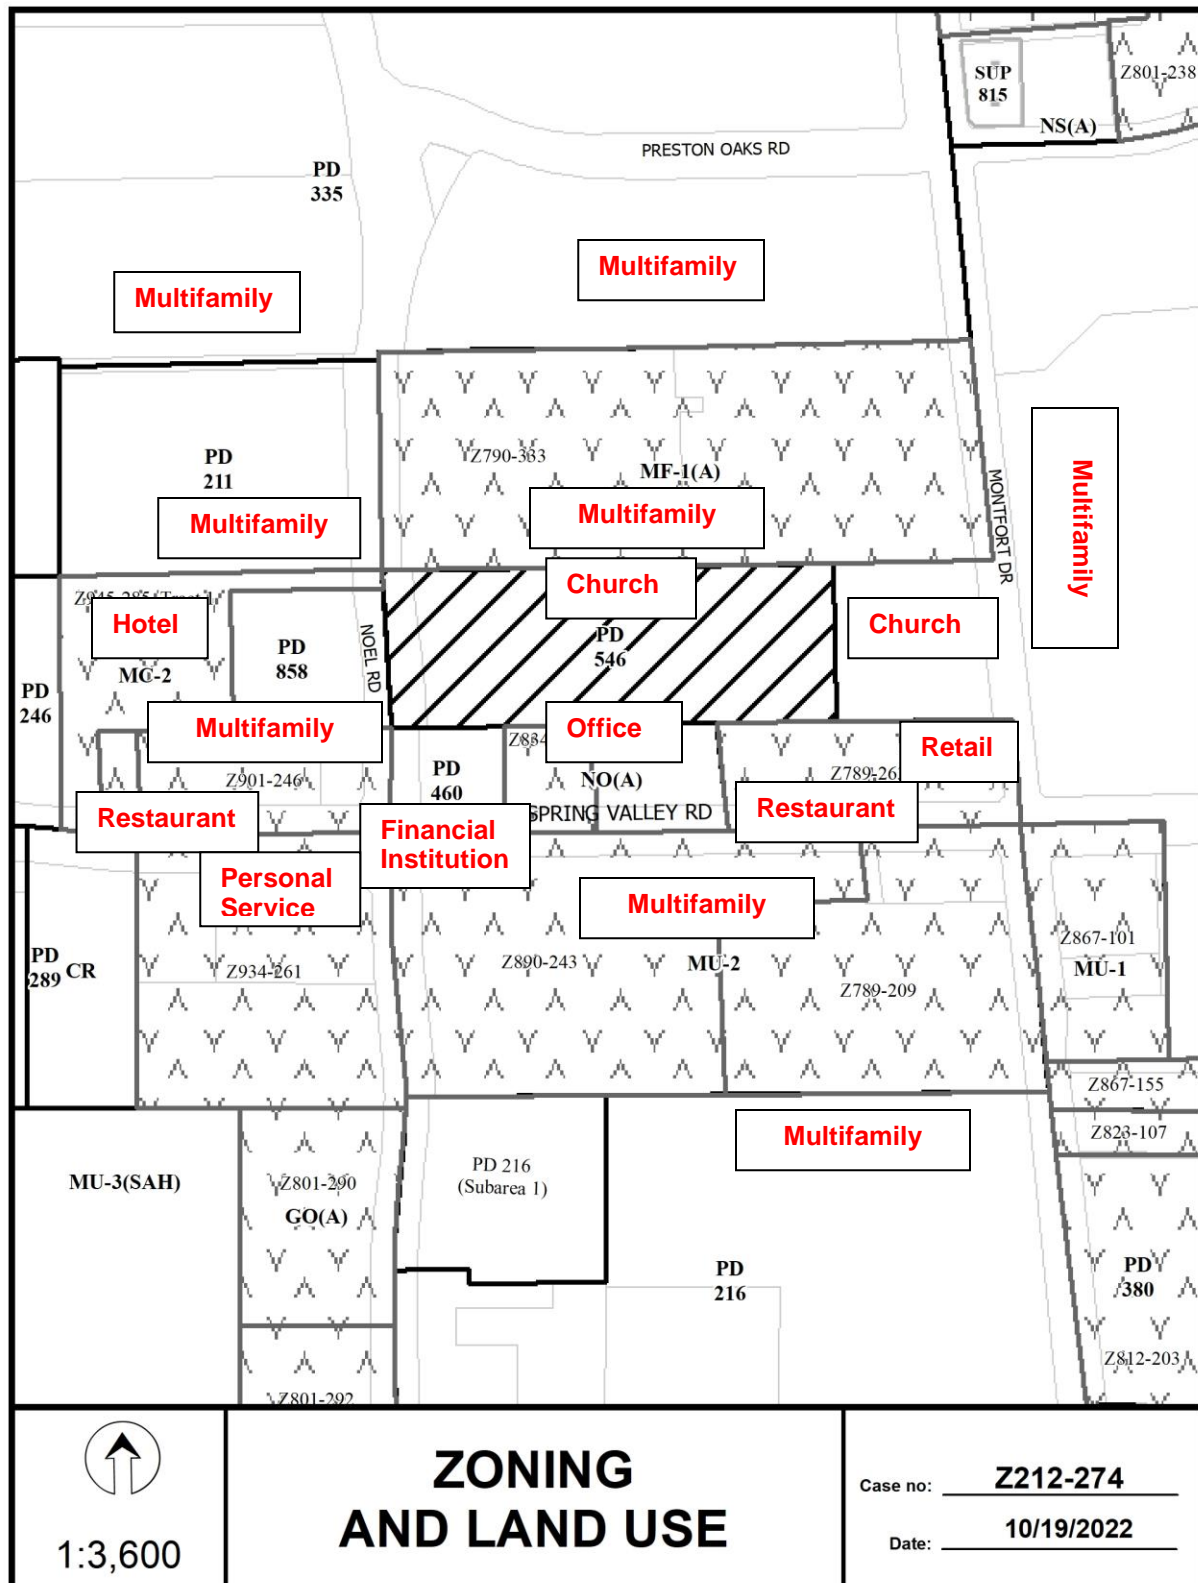 SUP
815
Z801-238
NS(A)
PRESTON OAKS RD
PD
335
Multifamily
Multifamily
Z790-333
MF-1(A)
PD
211
Multifamily
Multifamily
MONTFORT DR
Multifamily
Church
Hotel
MC-2
PD
858
NOEL RD
PD
546
Church
PD
246
Multifamily
Office
Retail
Z901-246
PD
460
NO(A)
Z789-26
Restaurant
Financial
Institution
SPRING VALLEY RD
Restaurant
Personal
Service
Multifamily
PD
289
CR
Z934-261
Z890-243
MU-2
Z789-209
Z867-101
MU-1
Z867-155
Z823-107
Multifamily
MU-3(SAH)
Z801-290
GO(A)
PD 216
(Subarea 1)
PD
216
PD
380
Z812-203
Z801-292
1:3,600
ZONING
AND LAND USE
Case no: Z212-274
Date: 10/19/2022